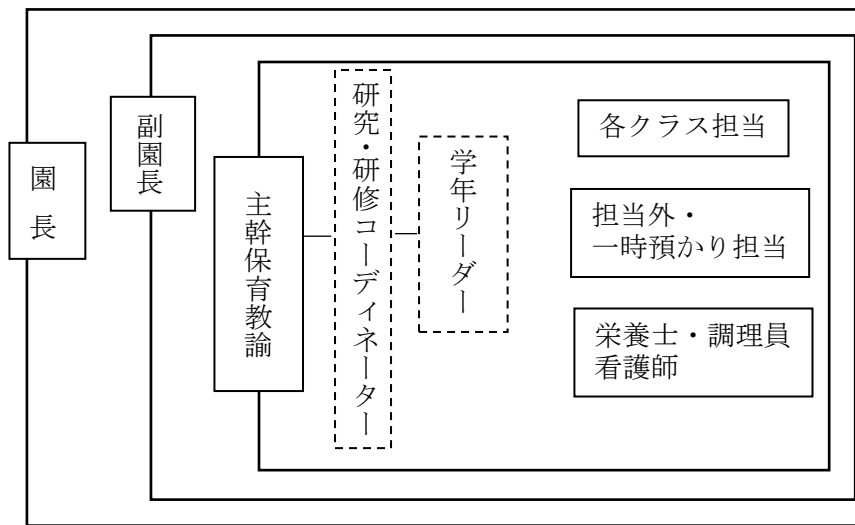 園長
副園長
主幹保育教諭
研究・研修コーディネーター
学年リーダー
各クラス担当
担当外・
一時預かり担当
栄養士・調理員
看護師